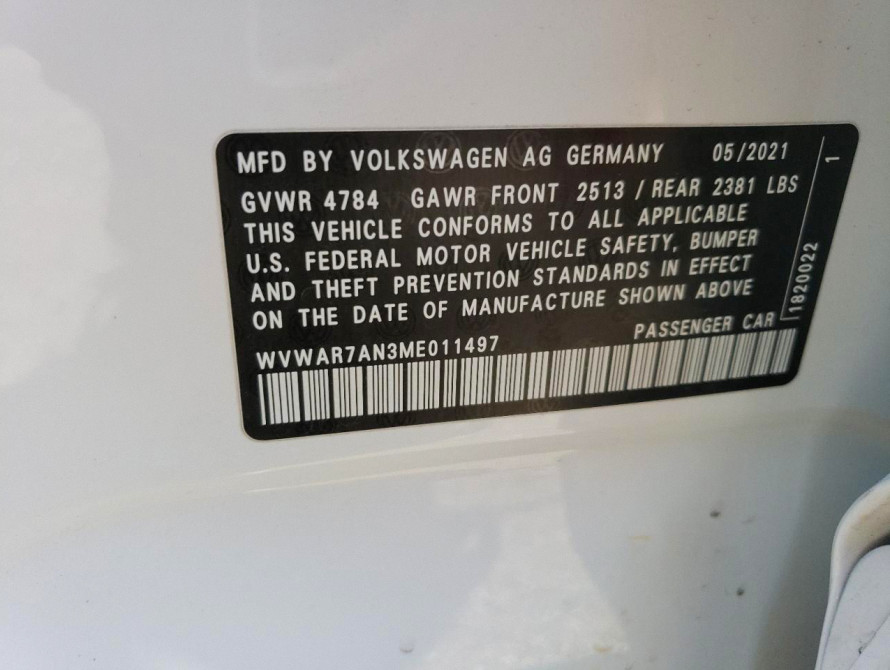 MFD BY VOLKSWAGEN AG GERMANY 05/2021
GVWR 4784 GAWR FRONT 2513 / REAR 2381 LBS
THIS VEHICLE CONFORMS TO ALL APPLICABLE
U.S. FEDERAL MOTOR VEHICLE SAFETY, BUMPER
AND THEFT PREVENTION STANDARDS IN EFFECT
ON THE DATE OF MANUFACTURE SHOWN ABOVE
PASSENGER CAR
WVWAR7AN3ME011497
1820022 1